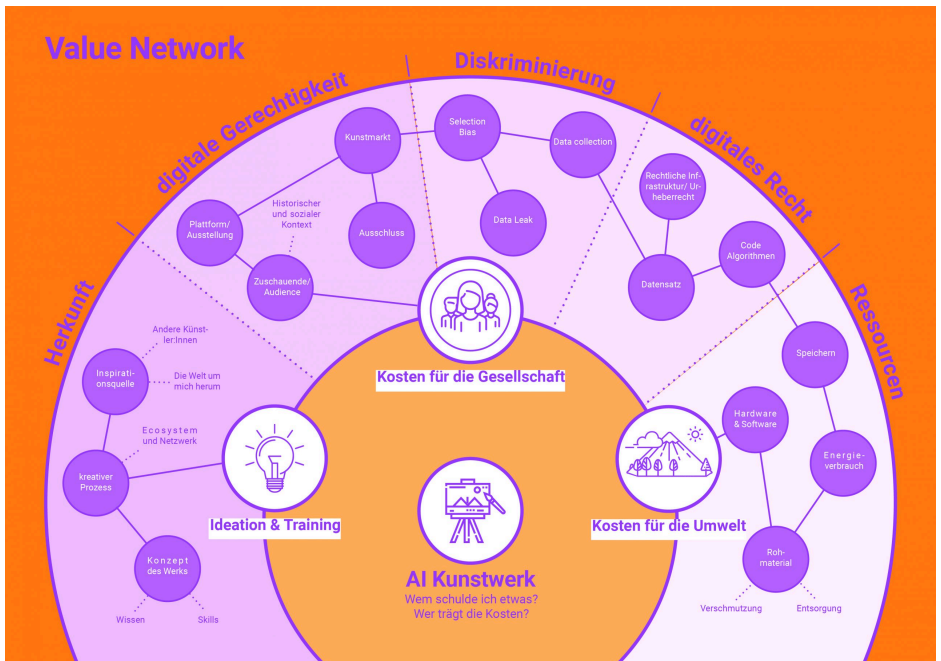 Value Network
Herkunft
digitale Gerechtigkeit
Diskriminierung
digitales Recht
Ressourcen
Andere Künst-
ler:Innen
Inspirati-
onsquelle
Die Welt um
mich herum
Ecosystem
und Netzwerk
kreativer
Prozess
Konzept
des Werks
Wissen
Skills
Plattform/
Ausstellung
Historischer
und sozialer
Kontext
Zuschauende/
Audience
Kunstmarkt
Ausschluss
Selection
Bias
Data collection
Data Leak
Rechtliche Inf-
rastruktur/ Ur-
heberrecht
Datensatz
Code
Algorithmen
Speichern
Hardware
& Software
Energie-
verbrauch
Roh-
material
Verschmutzung
Entsorgung
Kosten für die Gesellschaft
Ideation & Training
Kosten für die Umwelt
AI Kunstwerk
Wem schulde ich etwas?
Wer trägt die Kosten?